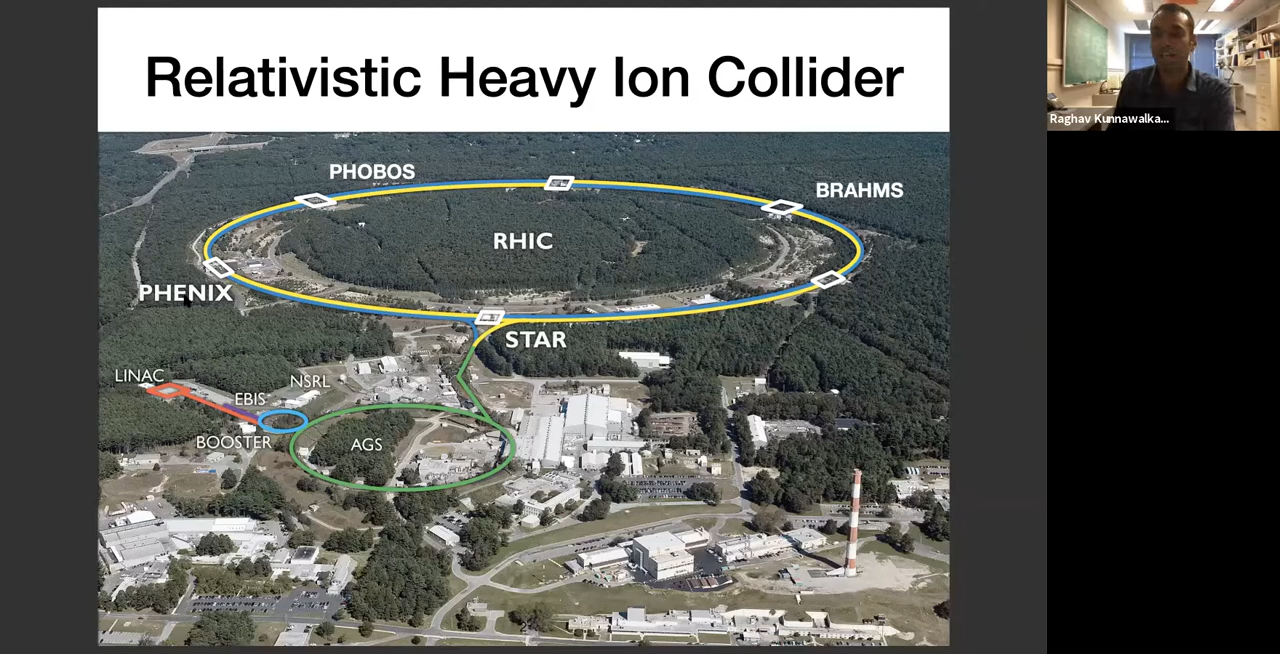 Relativistic Heavy Ion Collider
PHOBOS
BRAHMS
RHIC
PHENIX
STAR
LINAC
NSRL
EBIS
BOOSTER
AGS
Raghav Kunnawalka...